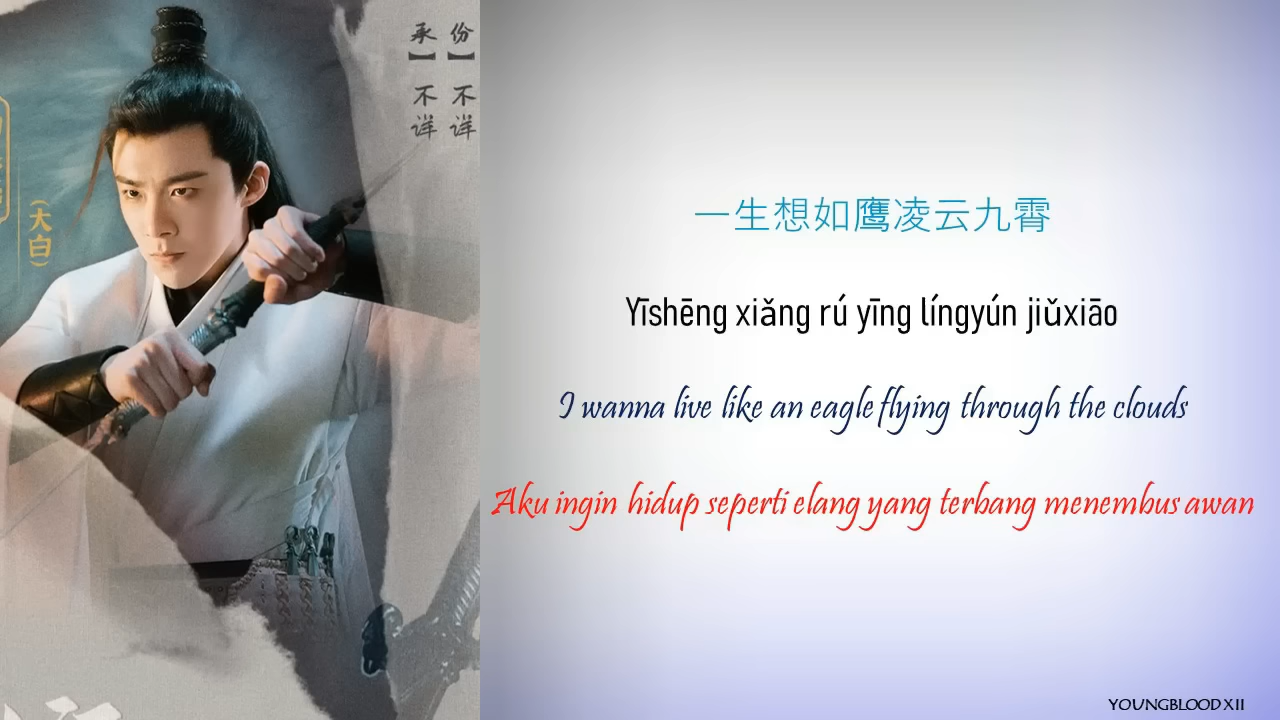 份】不详
承】不详
(大白)
一生想如鹰凌云九霄
Yīshēng xiǎng rú yīng língyún jiǔxiāo
I wanna live like an eagle flying through the clouds
Aku ingin hidup seperti elang yang terbang menembus awan
YOUNGBLOOD XII